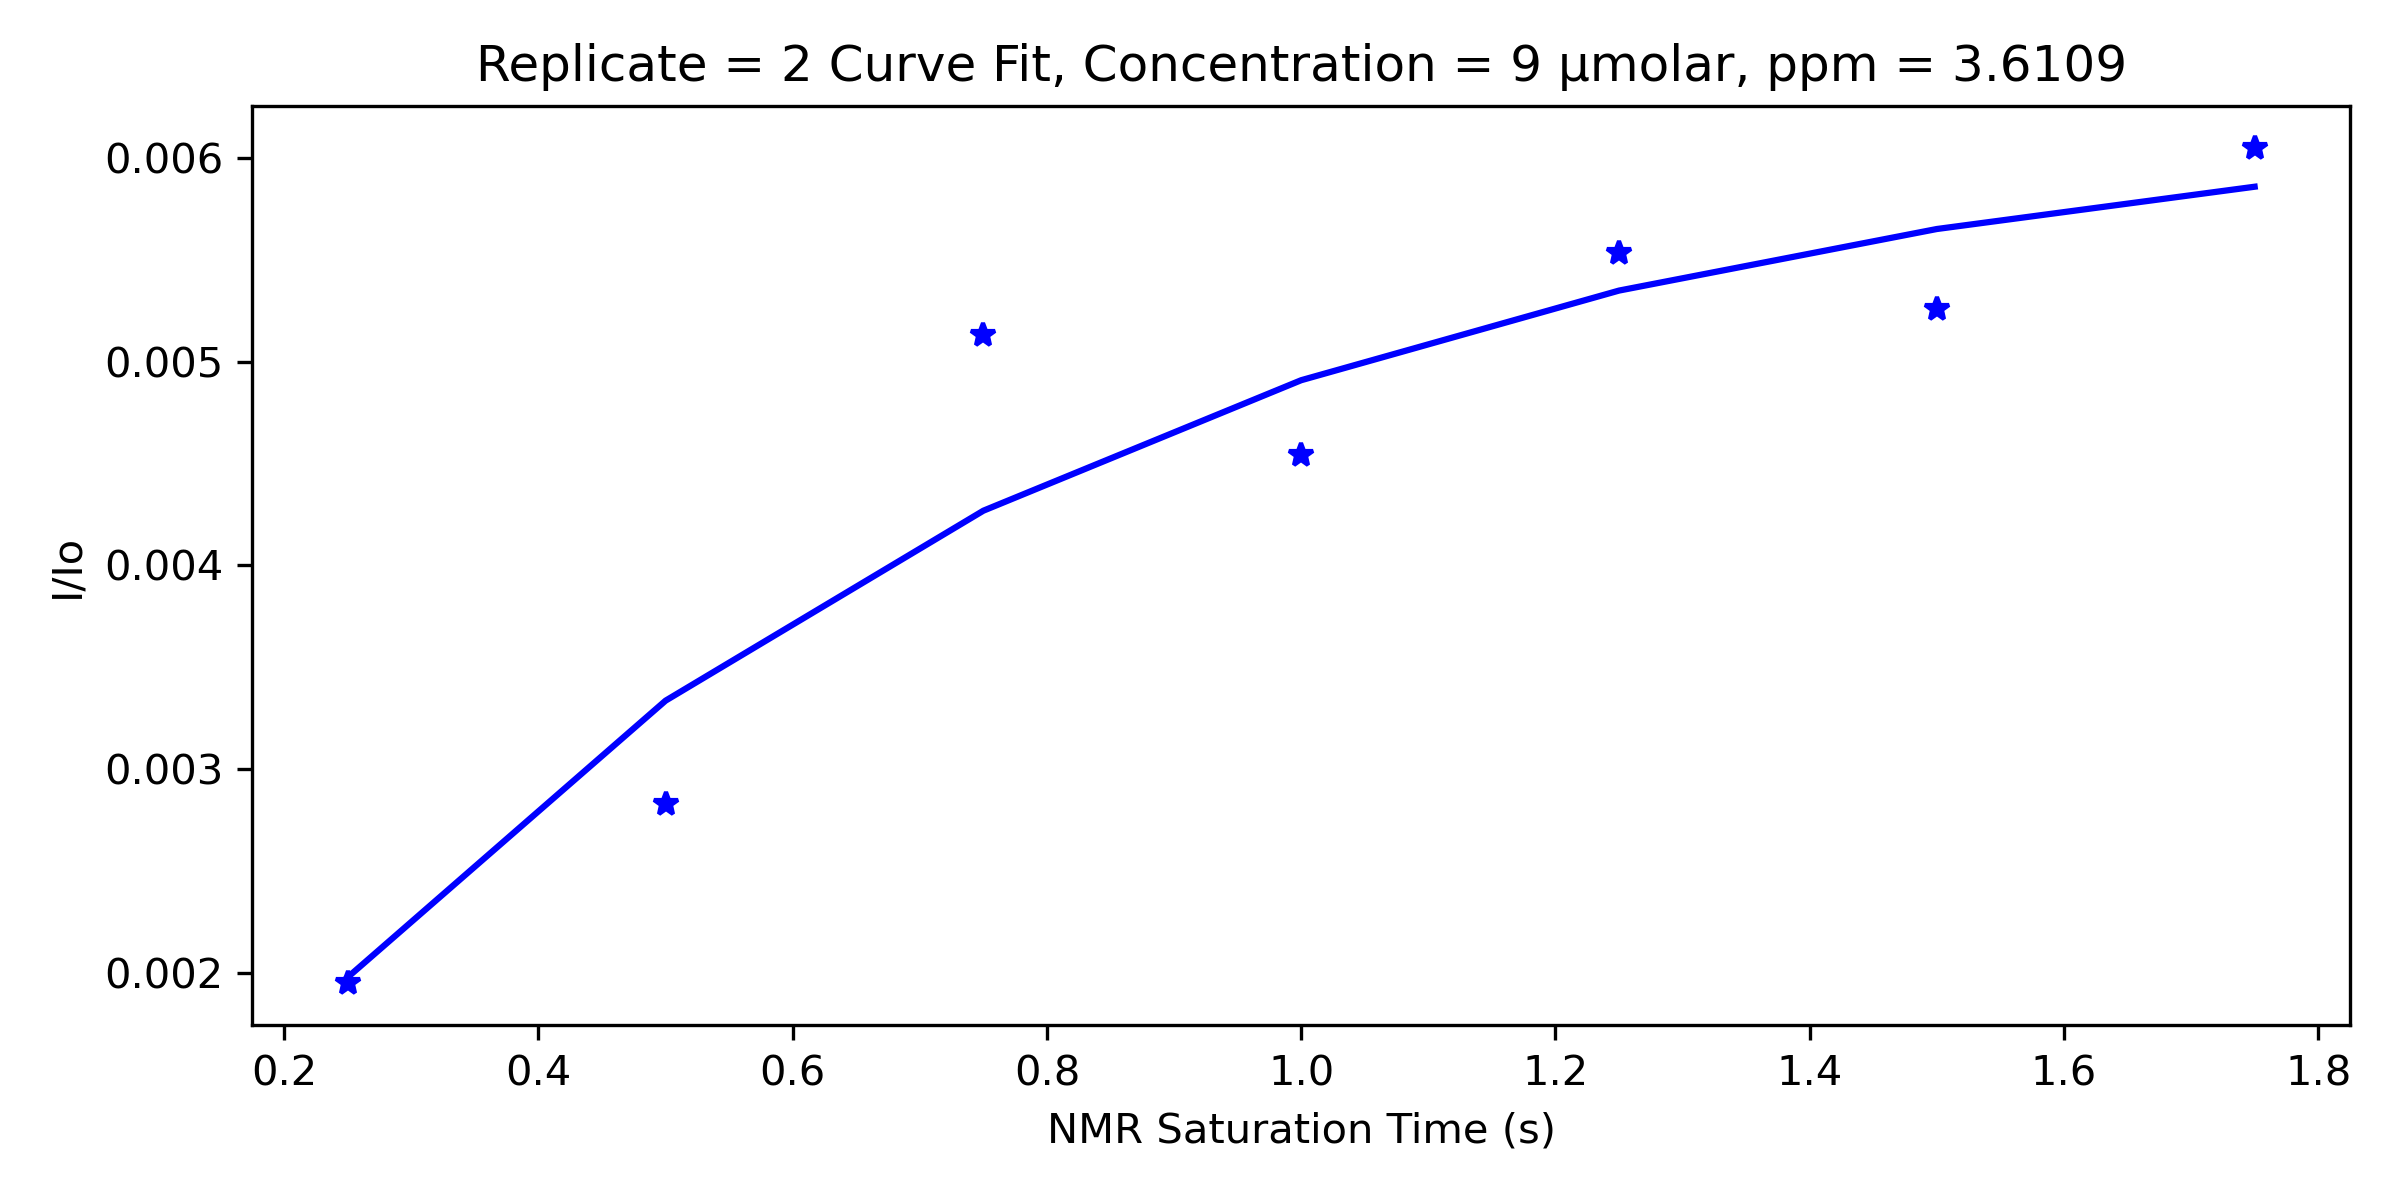 Replicate = 2 Curve Fit, Concentration = 9 μmolar, ppm = 3.6109
I/Io
0.006
0.005
0.004
0.003
0.002
0.2 0.4 0.6 0.8 1.0 1.2 1.4 1.6 1.8
NMR Saturation Time (s)